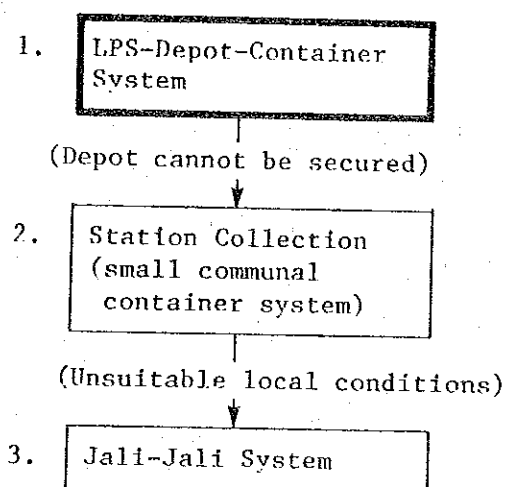 1. LPS-Depot-Container
System
(Depot cannot be secured)
2. Station Collection
(small communal
container system)
(Unsuitable local conditions)
3. Jali-Jali System